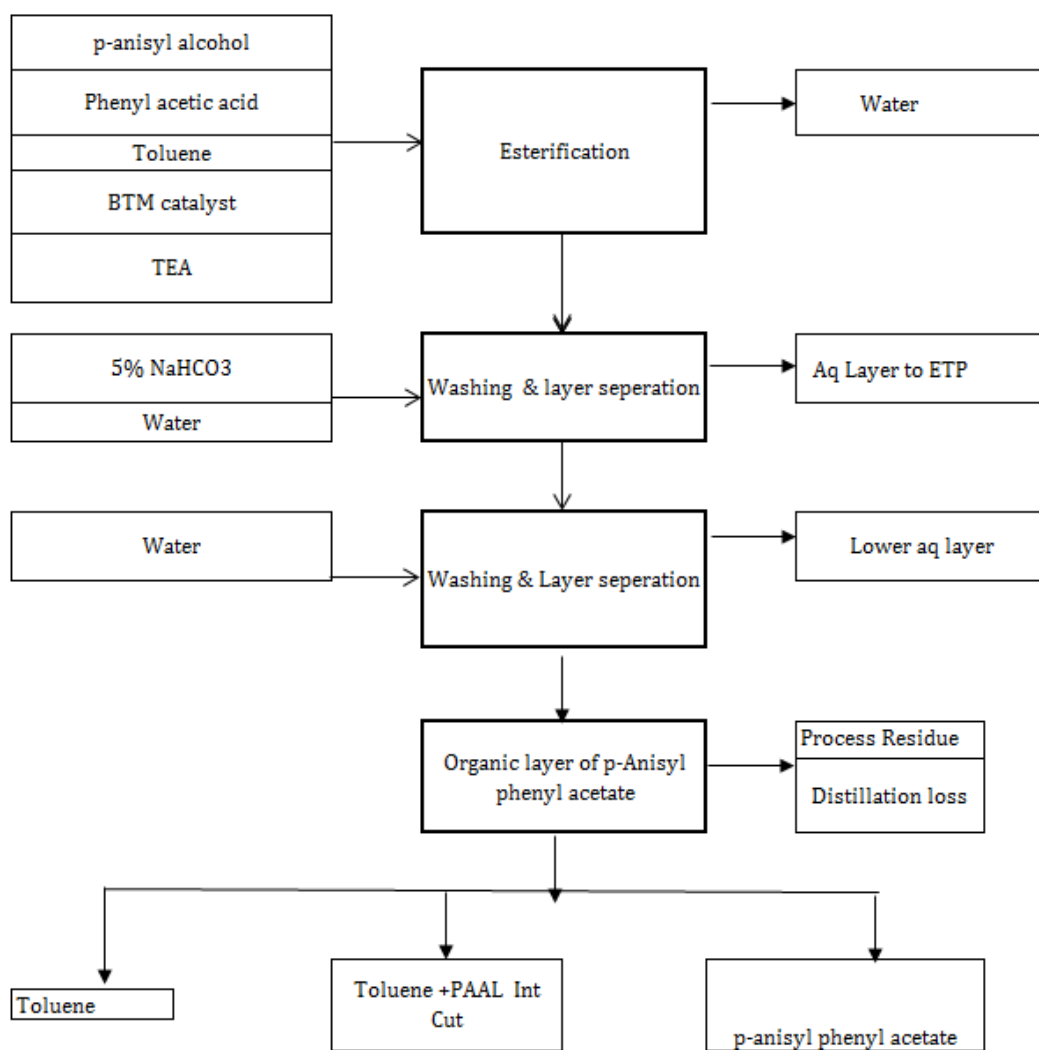 p-anisyl alcohol
Phenyl acetic acid
Toluene
BTM catalyst
TEA
Esterification
Water
5% NaHCO3
Water
Washing & layer seperation
Aq Layer to ETP
Water
Washing & Layer seperation
Lower aq layer
Organic layer of p-Anisyl
phenyl acetate
Process Residue
Distillation loss
Toluene
Toluene +PAAL Int
Cut
p-anisyl phenyl acetate